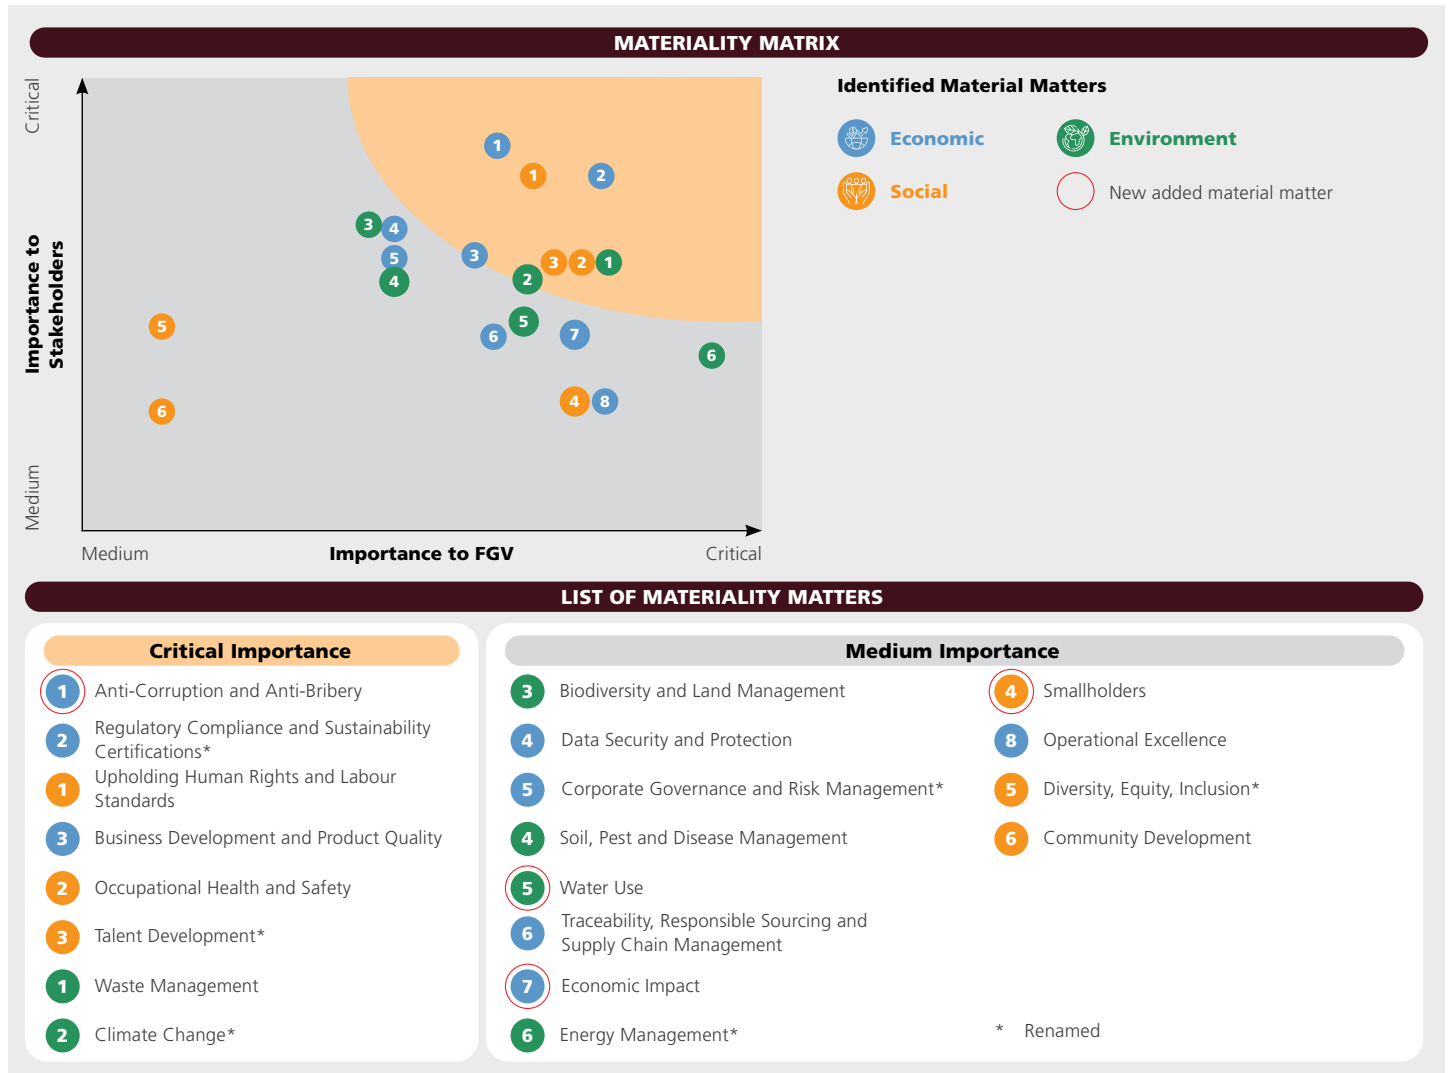 MATERIALITY MATRIX
Critical
Importance to
Stakeholders
Medium
1
1
2
3
4
5
4
3
3
2
1
2
5
6
5
7
6
6
4
8
Medium
Importance to FGV
Critical
Identified Material Matters
Economic
Environment
Social
New added material matter
LIST OF MATERIALITY MATTERS
Critical Importance
1 Anti-Corruption and Anti-Bribery
2 Regulatory Compliance and Sustainability
Certifications*
1 Upholding Human Rights and Labour
Standards
3 Business Development and Product Quality
2 Occupational Health and Safety
3 Talent Development*
1 Waste Management
2 Climate Change*
Medium Importance
3 Biodiversity and Land Management
4 Data Security and Protection
5 Corporate Governance and Risk Management*
4 Soil, Pest and Disease Management
5 Water Use
6 Traceability, Responsible Sourcing and
Supply Chain Management
7 Economic Impact
6 Energy Management*
4 Smallholders
8 Operational Excellence
5 Diversity, Equity, Inclusion*
6 Community Development
* Renamed